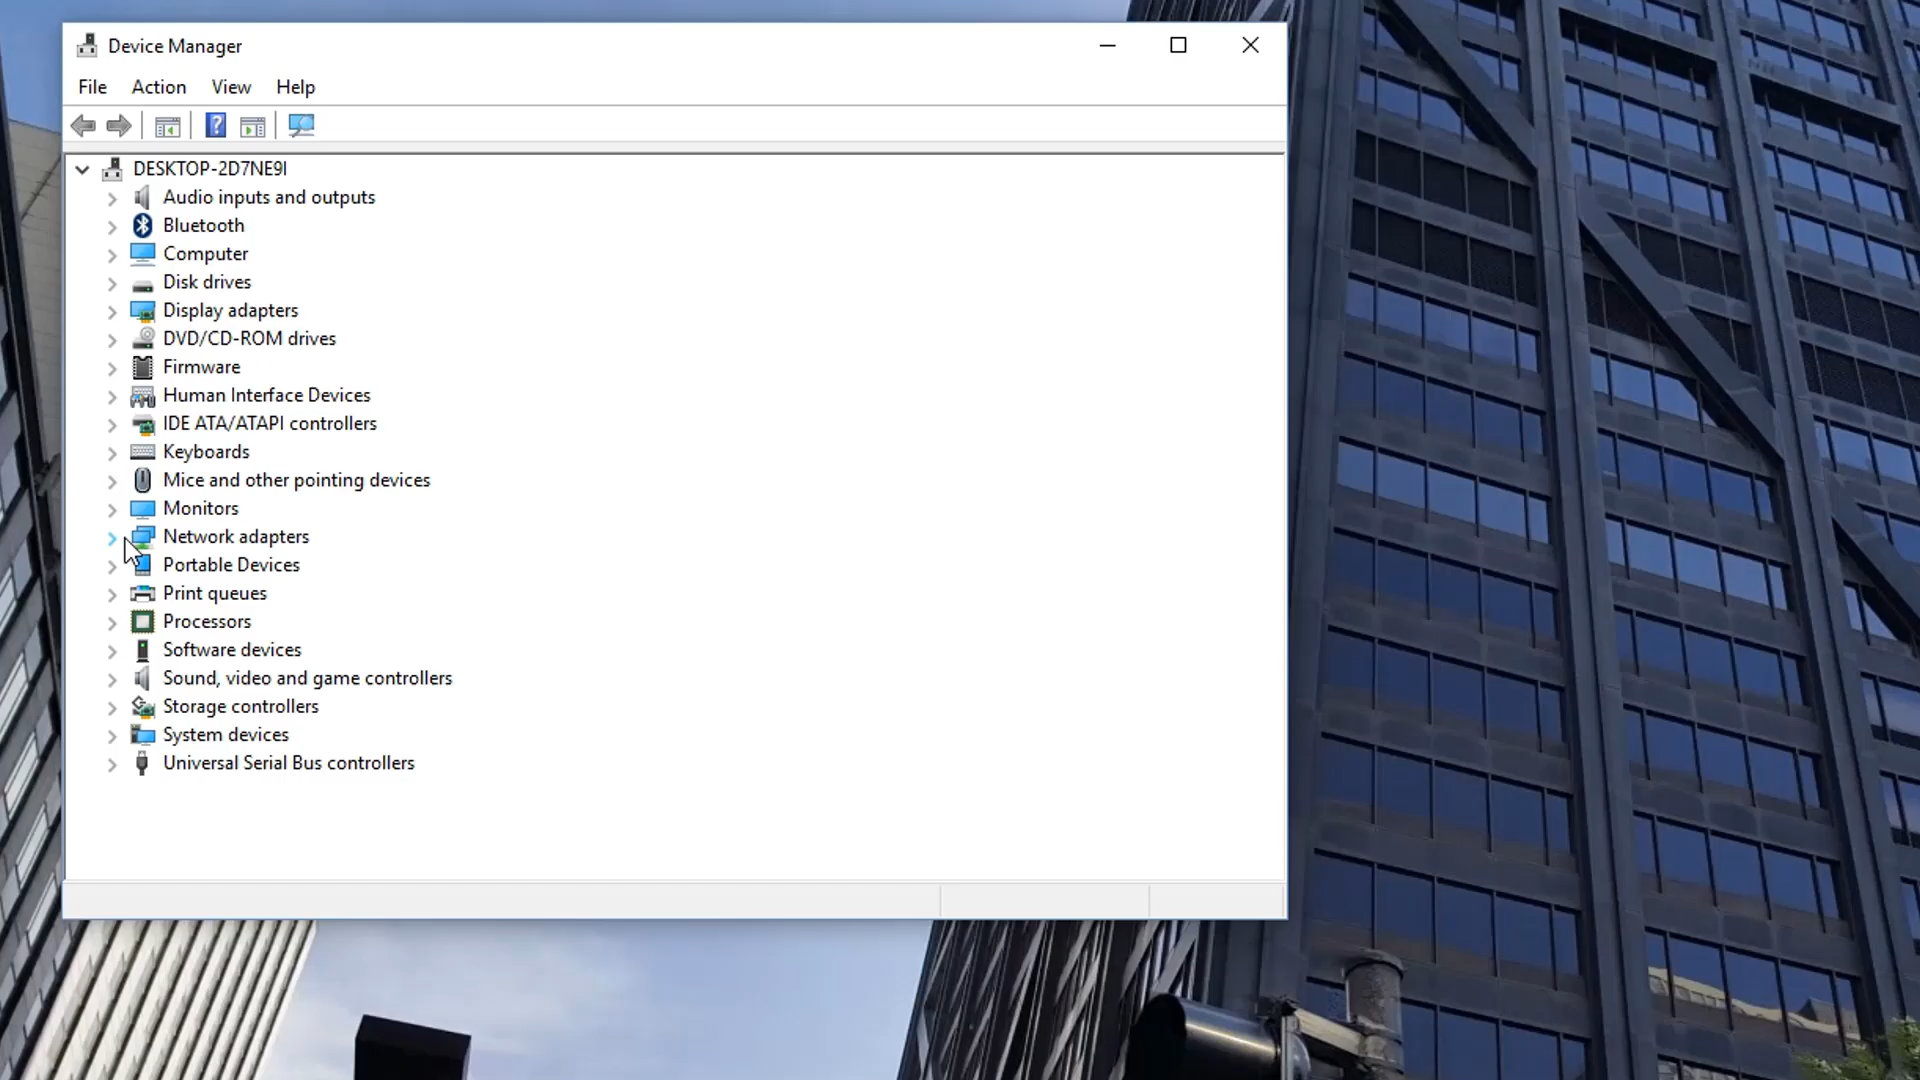 Device Manager
File Action View Help
?
DESKTOP-2D7NE9I
Audio inputs and outputs
Bluetooth
Computer
Disk drives
Display adapters
DVD/CD-ROM drives
Firmware
Human Interface Devices
IDE ATA/ATAPI controllers
Keyboards
Mice and other pointing devices
Monitors
Network adapters
Portable Devices
Print queues
Processors
Software devices
Sound, video and game controllers
Storage controllers
System devices
Universal Serial Bus controllers